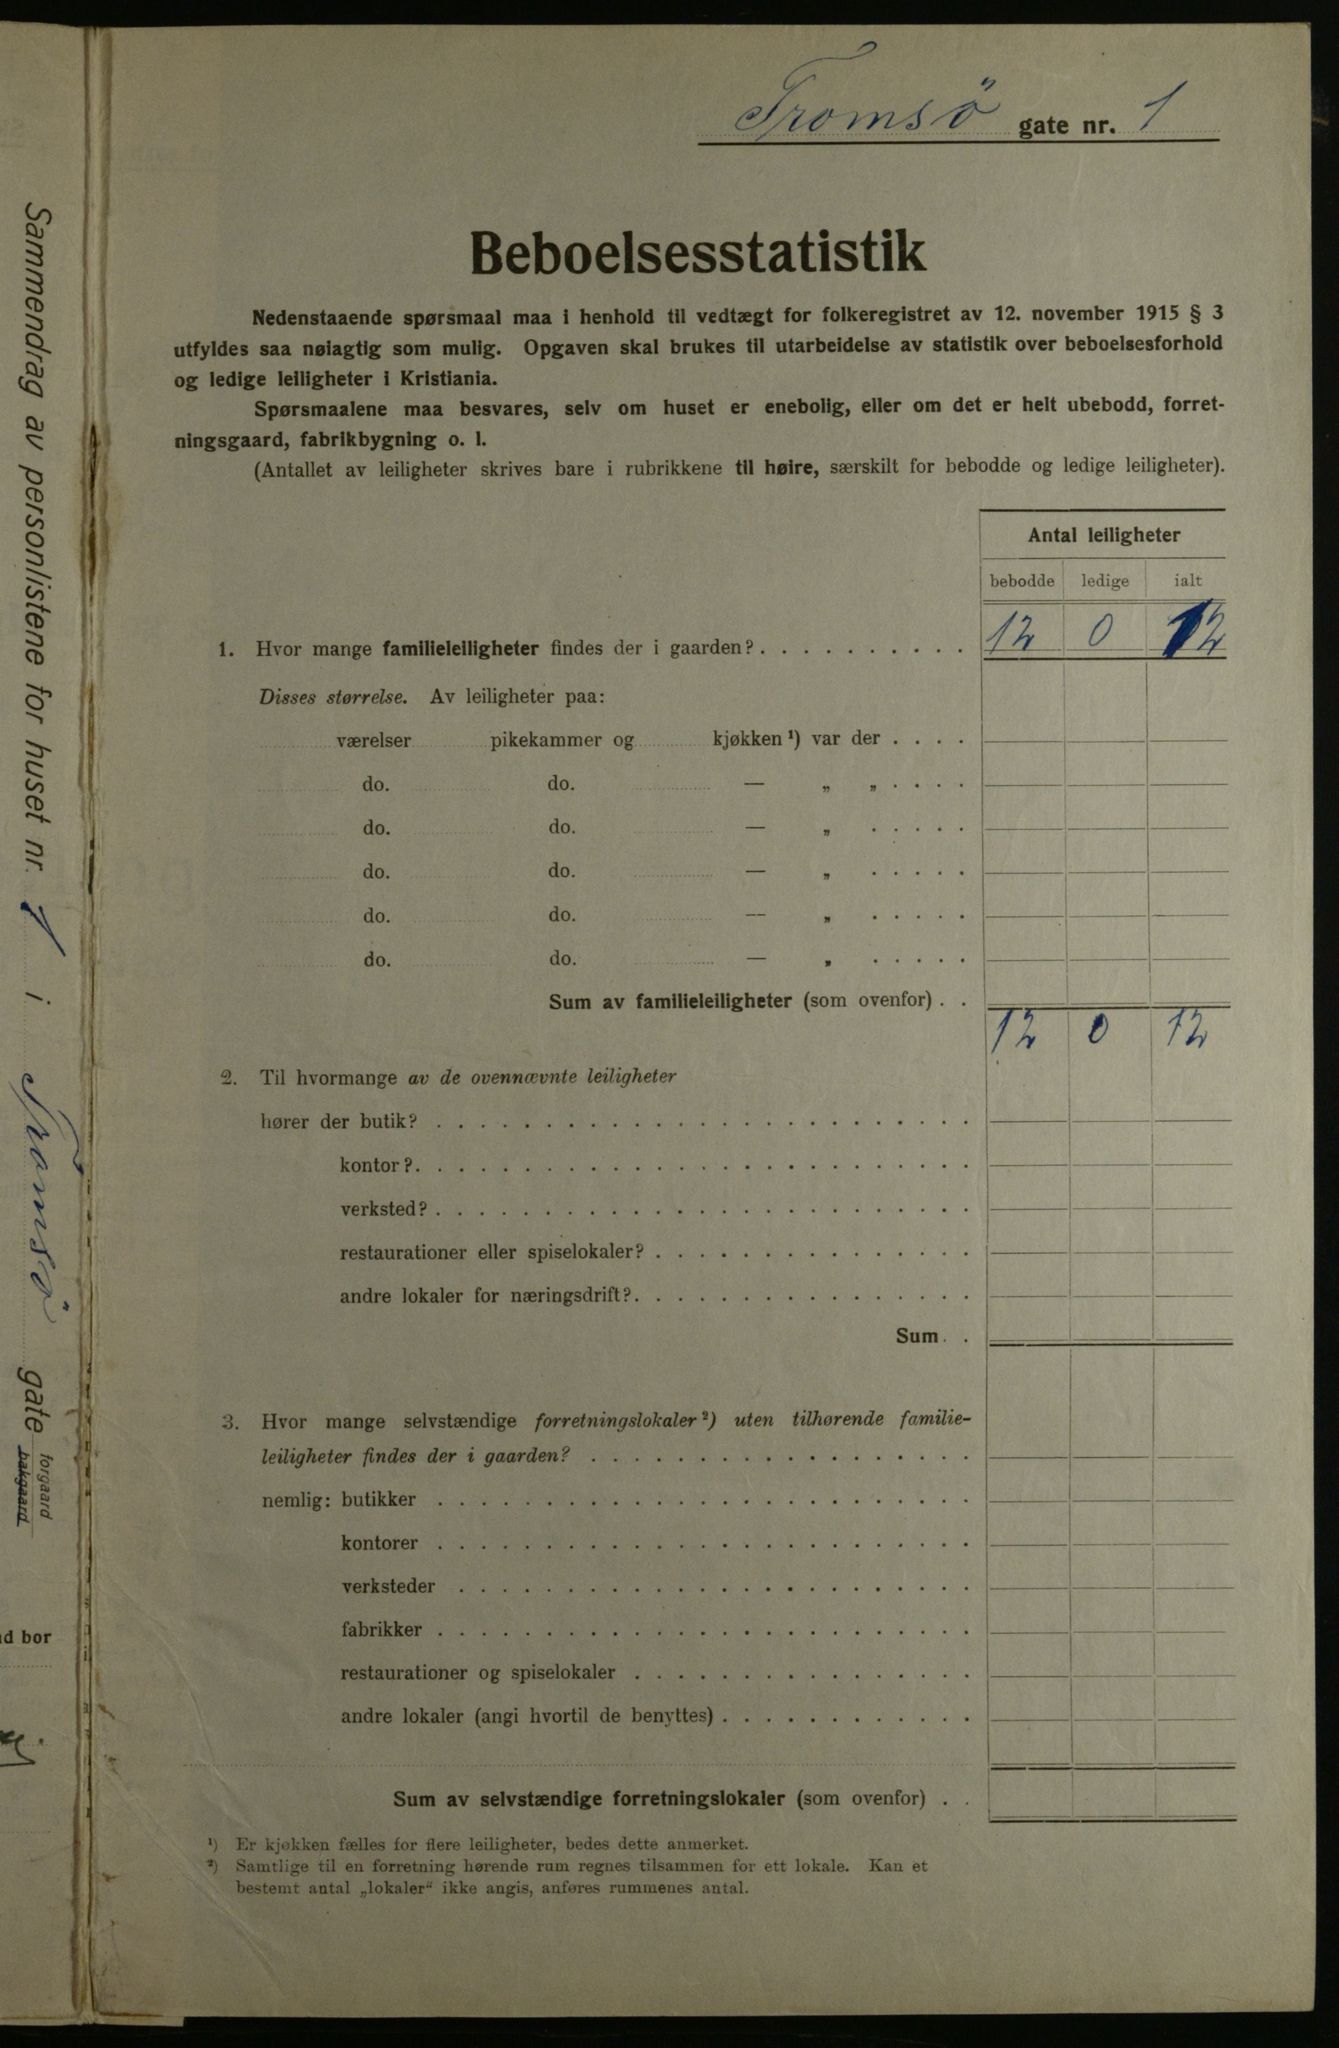 Tromsö gate nr. 1
Beboelsesstatistik
Nedenstaaende spørsmaal maa i henhold til vedtægt for folkeregistret av 12. november 1915 § 3
utfyldes saa nøiagtig som mulig. Opgaven skal brukes til utarbeidelse av statistik over beboelsesforhold
og ledige leiligheter i Kristiania.
Spørsmaalene maa besvares, selv om huset er enebolig, eller om det er helt ubebodd, forret-
ningsgaard, fabrikbygning o. l.
(Antallet av leiligheter skrives bare i rubrikkene til høire, særskilt for bebodde og ledige leiligheter).
Antal leiligheter
bebodde ledige ialt
1. Hvor mange familieleiligheter findes der i gaarden? . . . . . . . . . . 12 0 12
Disses størrelse. Av leiligheter paa:
værelser pikekammer og kjøkken ¹) var der . . . .
do. do. — „ „ . . . .
do. do. — „ . . . . .
do. do. — „ . . . . .
do. do. — „ . . . . .
do. do. — „ . . . . .
Sum av familieleiligheter (som ovenfor) . . 12 0 12
2. Til hvormange av de ovennævnte leiligheter
hører der butik? . . . . . . . . . . . . . . . . . . . . . . . . .
kontor? . . . . . . . . . . . . . . . . . . . . . . . . . .
verksted? . . . . . . . . . . . . . . . . . . . . . . . . .
restaurationer eller spiselokaler? . . . . . . . . . . . . . . .
andre lokaler for næringsdrift? . . . . . . . . . . . . . . . .
Sum . .
3. Hvor mange selvstændige forretningslokaler ²) uten tilhørende familie-
leiligheter findes der i gaarden? . . . . . . . . . . . . . . . . . .
nemlig: butikker . . . . . . . . . . . . . . . . . . . . . . . . .
kontorer . . . . . . . . . . . . . . . . . . . . . . . . .
verksteder . . . . . . . . . . . . . . . . . . . . . . . .
fabrikker . . . . . . . . . . . . . . . . . . . . . . . . .
restaurationer og spiselokaler . . . . . . . . . . . . . . . .
andre lokaler (angi hvortil de benyttes) . . . . . . . . . . . .
Sum av selvstændige forretningslokaler (som ovenfor) . .
¹) Er kjøkken fælles for flere leiligheter, bedes dette anmerket.
²) Samtlige til en forretning hørende rum regnes tilsammen for ett lokale. Kan et
bestemt antal „lokaler“ ikke angis, anføres rummenes antal.
Sammendrag av personlistene for huset nr. 1 i Tromsö gate forgaard
bakgaard
bor